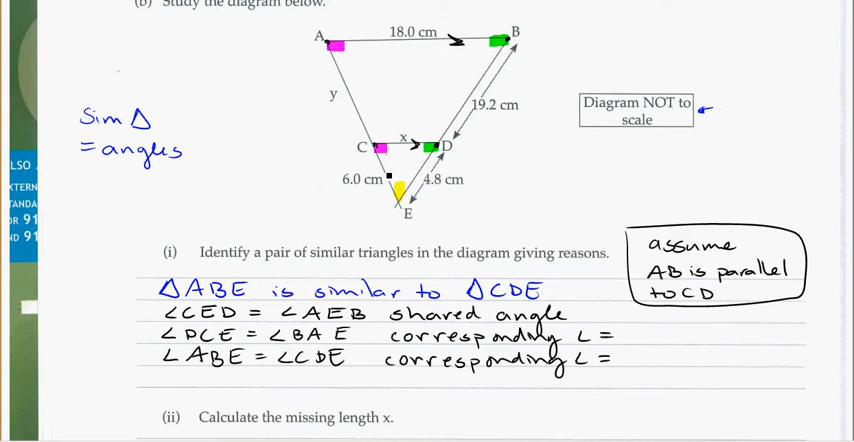 (b) Study the diagram below.
A
18.0 cm
B
y
19.2 cm
Diagram NOT to
scale
Sim Δ
= angles
C
x
D
6.0 cm
4.8 cm
E
LSO
XTERN
TANDA
OR 91
ND 91
(i) Identify a pair of similar triangles in the diagram giving reasons.
assume
AB is parallel
to CD
ΔABE is similar to ΔCDE
∠CED = ∠AEB shared angle
∠DCE = ∠BAE corresponding ∠ =
∠ABE = ∠CDE corresponding ∠ =
(ii) Calculate the missing length x.